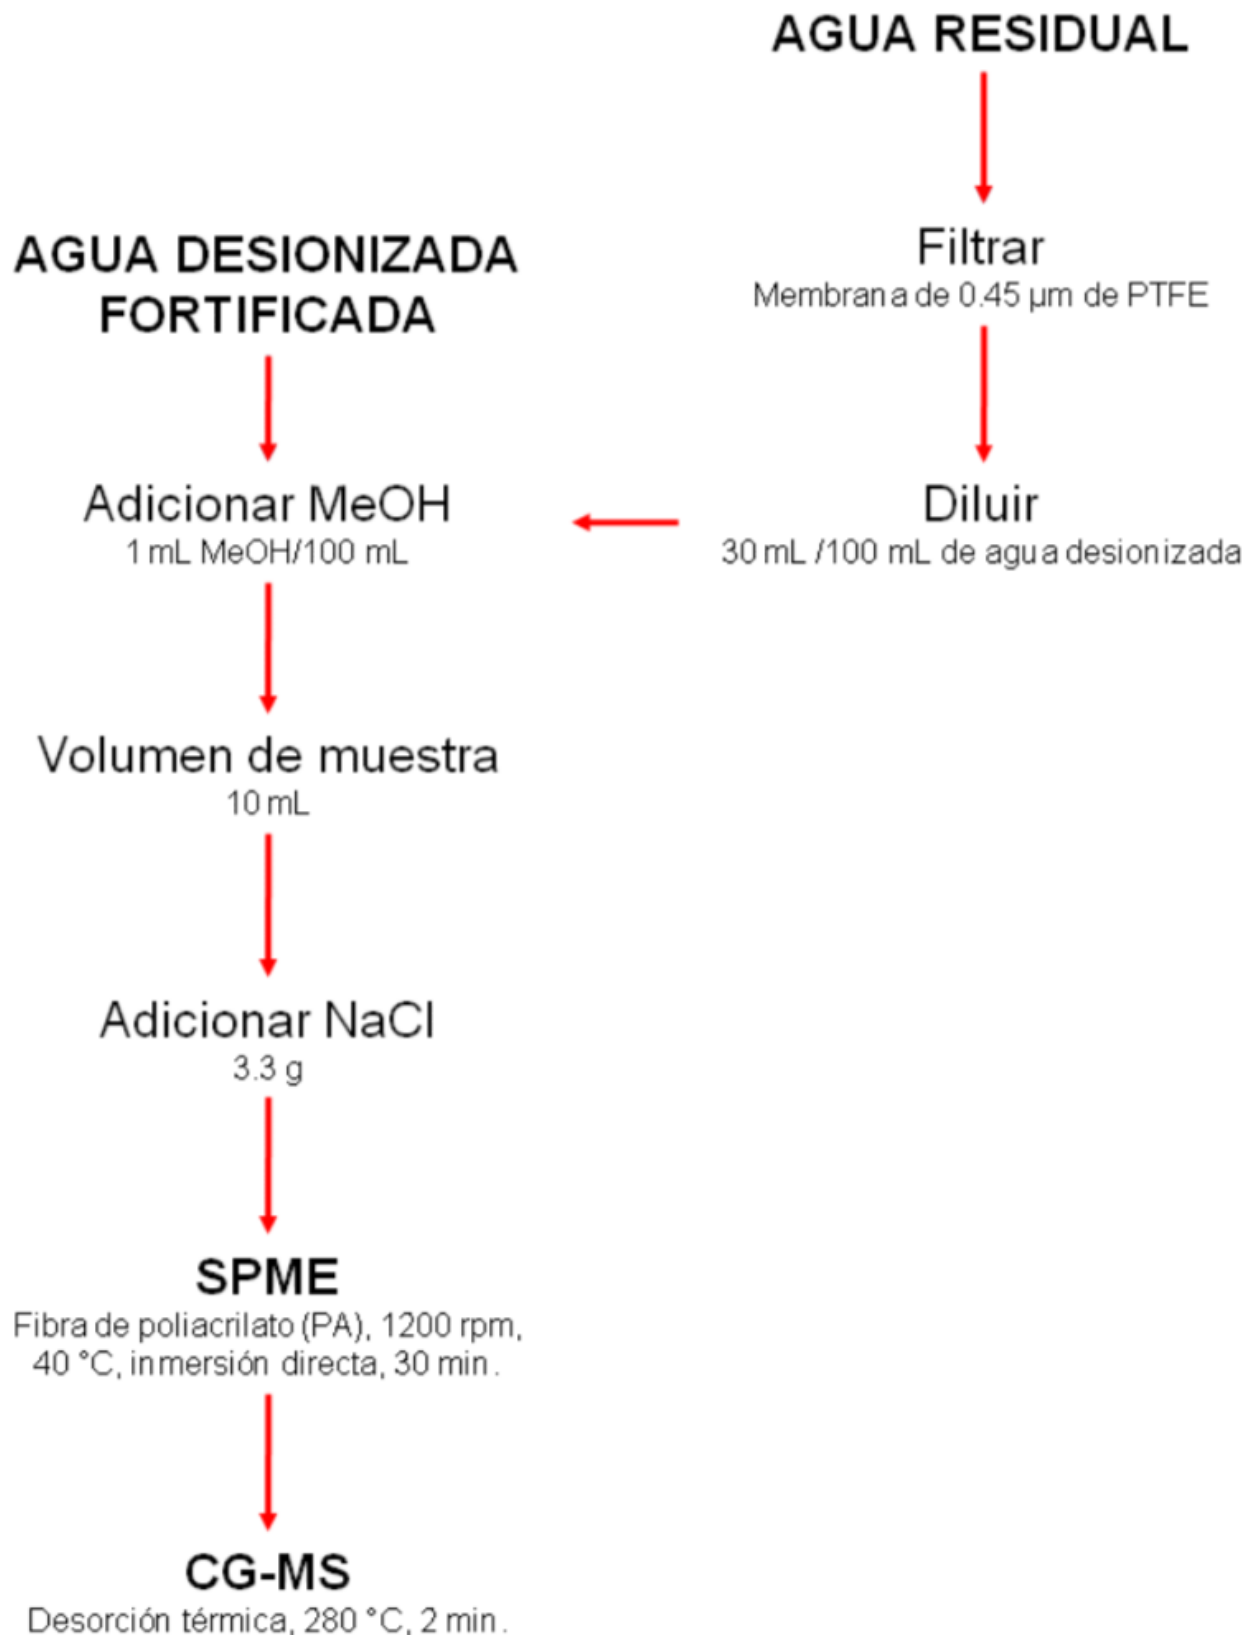 AGUA RESIDUAL
Filtrar
Membrana de 0.45 µm de PTFE
AGUA DESIONIZADA
FORTIFICADA
Diluir
30 mL /100 mL de agua desionizada
Adicionar MeOH
1 mL MeOH/100 mL
Volumen de muestra
10 mL
Adicionar NaCl
3.3 g
SPME
Fibra de poliacrilato (PA), 1200 rpm,
40 °C, inmersión directa, 30 min.
CG-MS
Desorción térmica, 280 °C, 2 min.